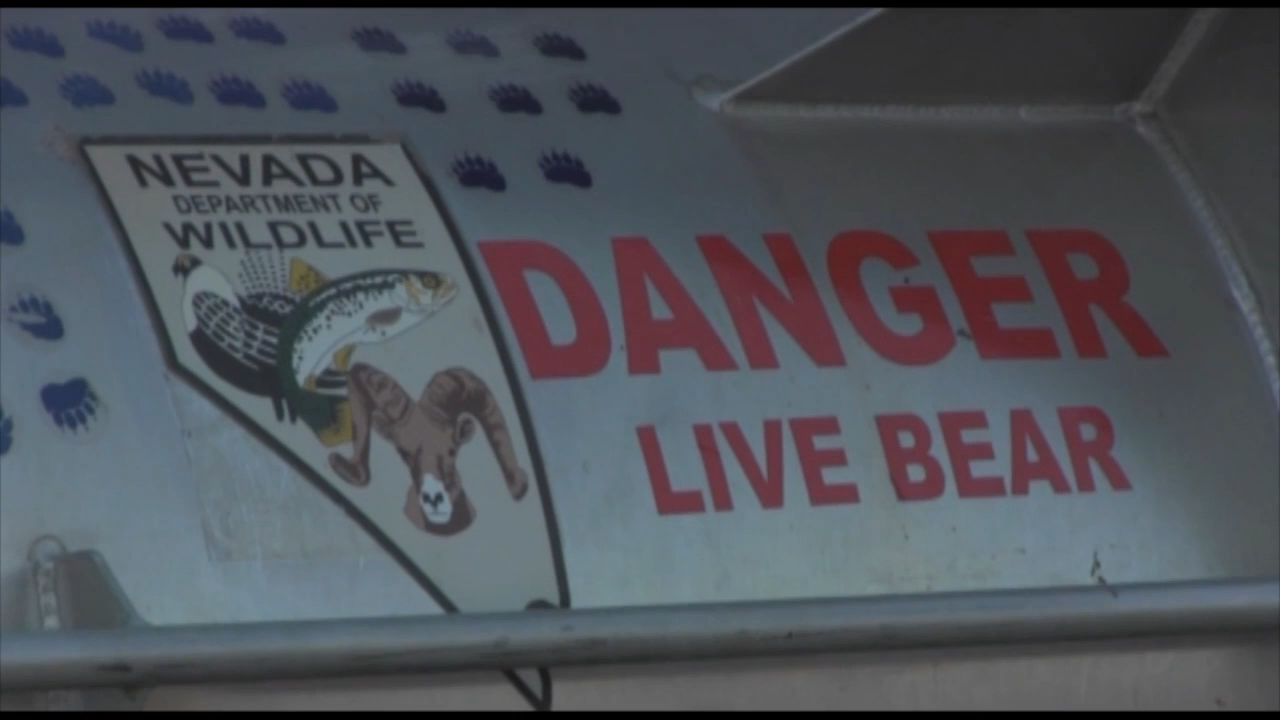 NEVADA
DEPARTMENT OF
WILDLIFE
DANGER
LIVE BEAR